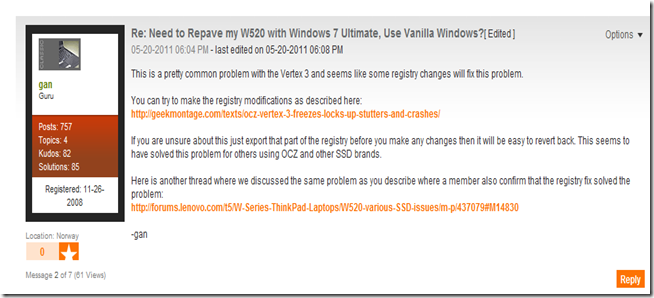 Re: Need to Repave my W520 with Windows 7 Ultimate, Use Vanilla Windows?[ Edited ]
Options
05-20-2011 06:04 PM - last edited on 05-20-2011 06:08 PM
gan
Guru
Posts: 757
Topics: 4
Kudos: 82
Solutions: 85
Registered: 11-26-
2008
Location: Norway
0
This is a pretty common problem with the Vertex 3 and seems like some registry changes will fix this problem.
You can try to make the registry modifications as described here:
http://geekmontage.com/texts/ocz-vertex-3-freezes-locks-up-stutters-and-crashes/
If you are unsure about this just export that part of the registry before you make any changes then it will be easy to revert back. This seems to
have solved this problem for others using OCZ and other SSD brands.
Here is another thread where we discussed the same problem as you describe where a member also confirm that the registry fix solved the
problem:
http://forums.lenovo.com/t5/W-Series-ThinkPad-Laptops/W520-various-SSD-issues/m-p/437079#M14830
-gan
Message 2 of 7 (61 Views)
Reply